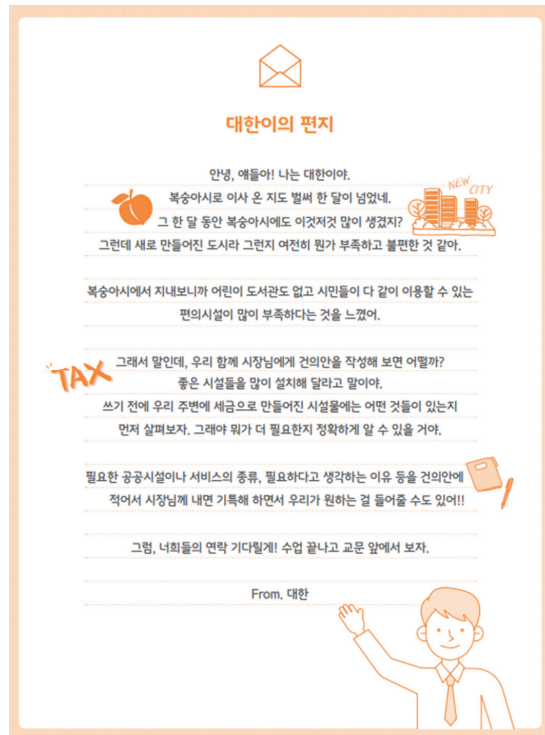 대한이의 편지
안녕, 얘들아! 나는 대한이야.
복숭아시로 이사 온 지도 벌써 한 달이 넘었네.
NEW CITY
그 한 달 동안 복숭아시에도 이것저것 많이 생겼지?
그런데 새로 만들어진 도시라 그런지 여전히 뭔가 부족하고 불편한 것 같아.
복숭아시에서 지내보니까 어린이 도서관도 없고 시민들이 다 같이 이용할 수 있는
편의시설이 많이 부족하다는 것을 느꼈어.
TAX
그래서 말인데, 우리 함께 시장님에게 건의안을 작성해 보면 어떨까?
좋은 시설들을 많이 설치해 달라고 말이야.
쓰기 전에 우리 주변에 세금으로 만들어진 시설물에는 어떤 것들이 있는지
먼저 살펴보자. 그래야 뭐가 더 필요한지 정확하게 알 수 있을 거야.
필요한 공공시설이나 서비스의 종류, 필요하다고 생각하는 이유 등을 건의안에
적어서 시장님께 내면 기특해 하면서 우리가 원하는 걸 들어줄 수도 있어!!
그럼, 너희들의 연락 기다릴게! 수업 끝나고 교문 앞에서 보자.
From. 대한